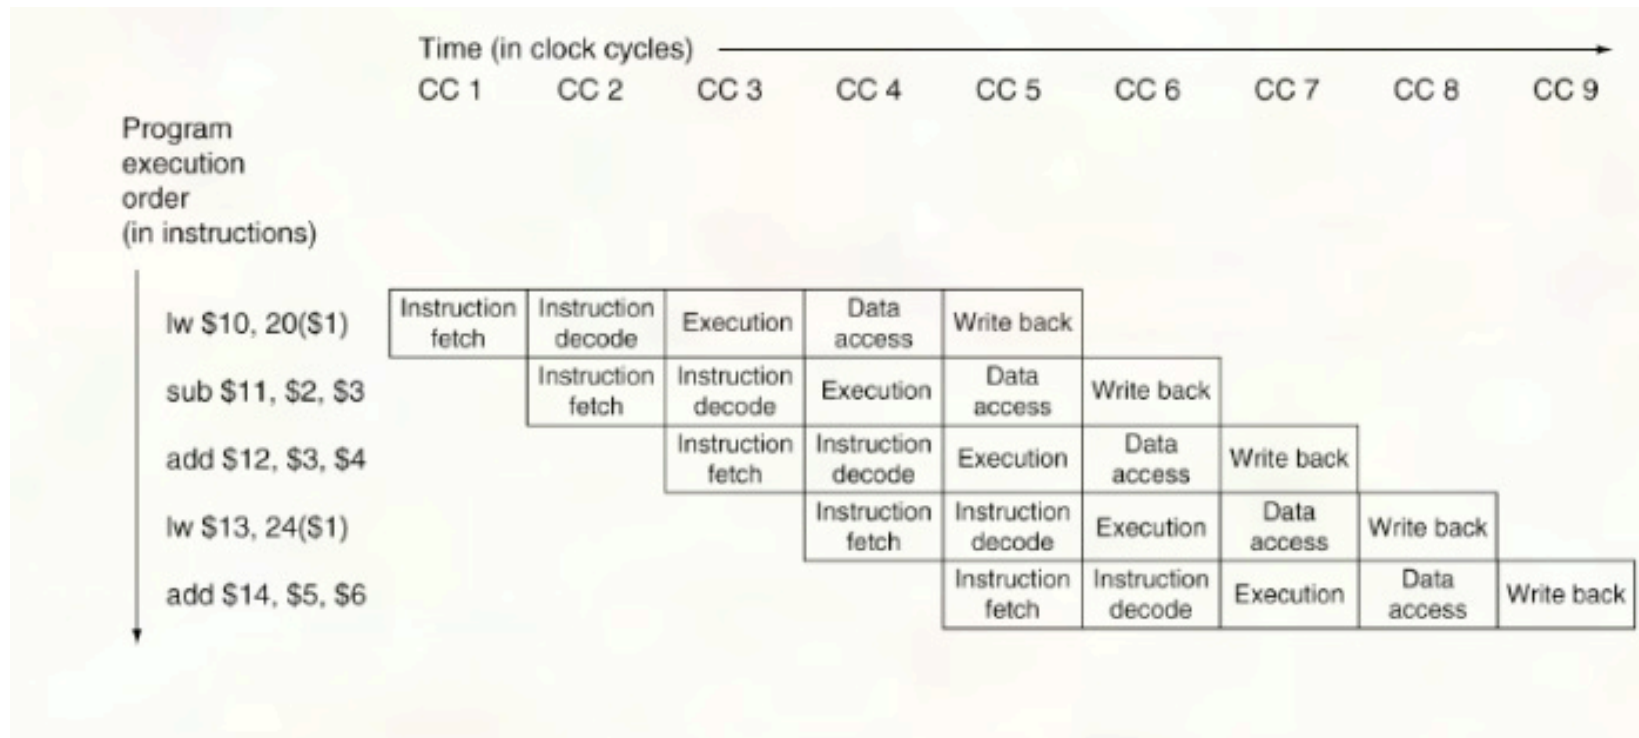 Time (in clock cycles)
CC 1 CC 2 CC 3 CC 4 CC 5 CC 6 CC 7 CC 8 CC 9
Program
execution
order
(in instructions)
lw $10, 20($1)
Instruction
fetch
Instruction
decode
Execution
Data
access
Write back
sub $11, $2, $3
Instruction
fetch
Instruction
decode
Execution
Data
access
Write back
add $12, $3, $4
Instruction
fetch
Instruction
decode
Execution
Data
access
Write back
lw $13, 24($1)
Instruction
fetch
Instruction
decode
Execution
Data
access
Write back
add $14, $5, $6
Instruction
fetch
Instruction
decode
Execution
Data
access
Write back